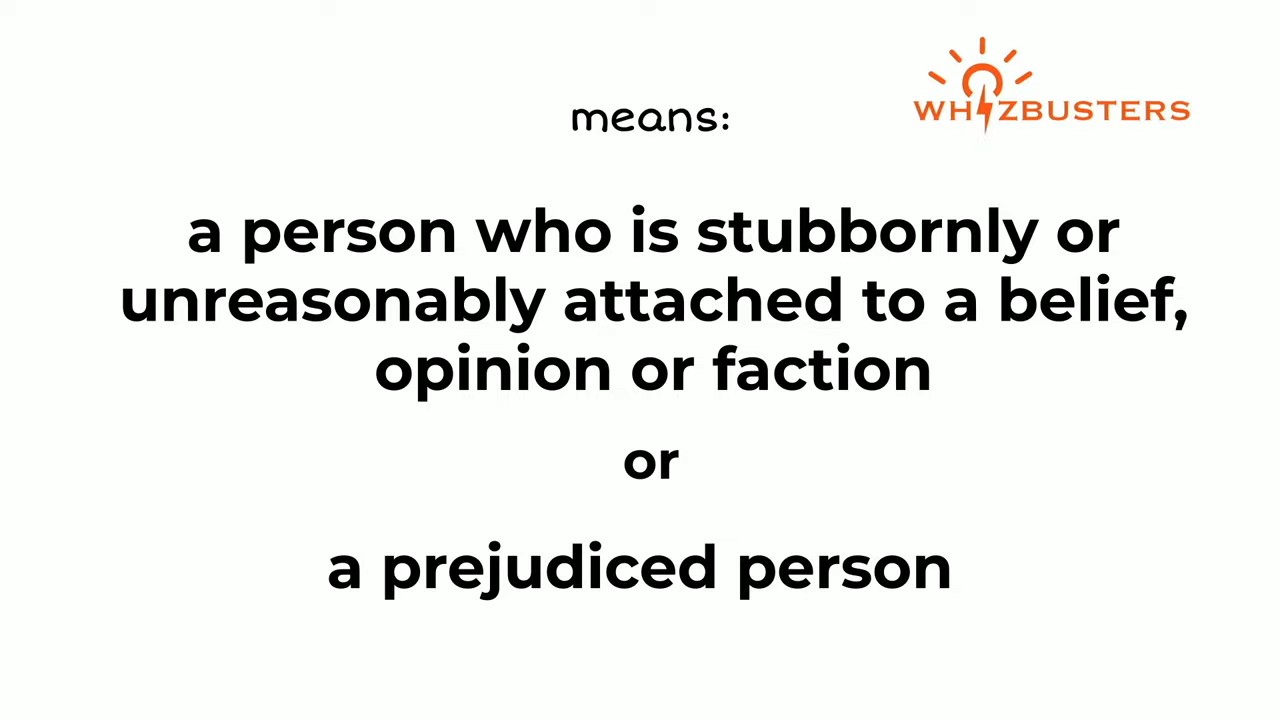 WHIZBUSTERS
means:
a person who is stubbornly or
unreasonably attached to a belief,
opinion or faction
or
a prejudiced person